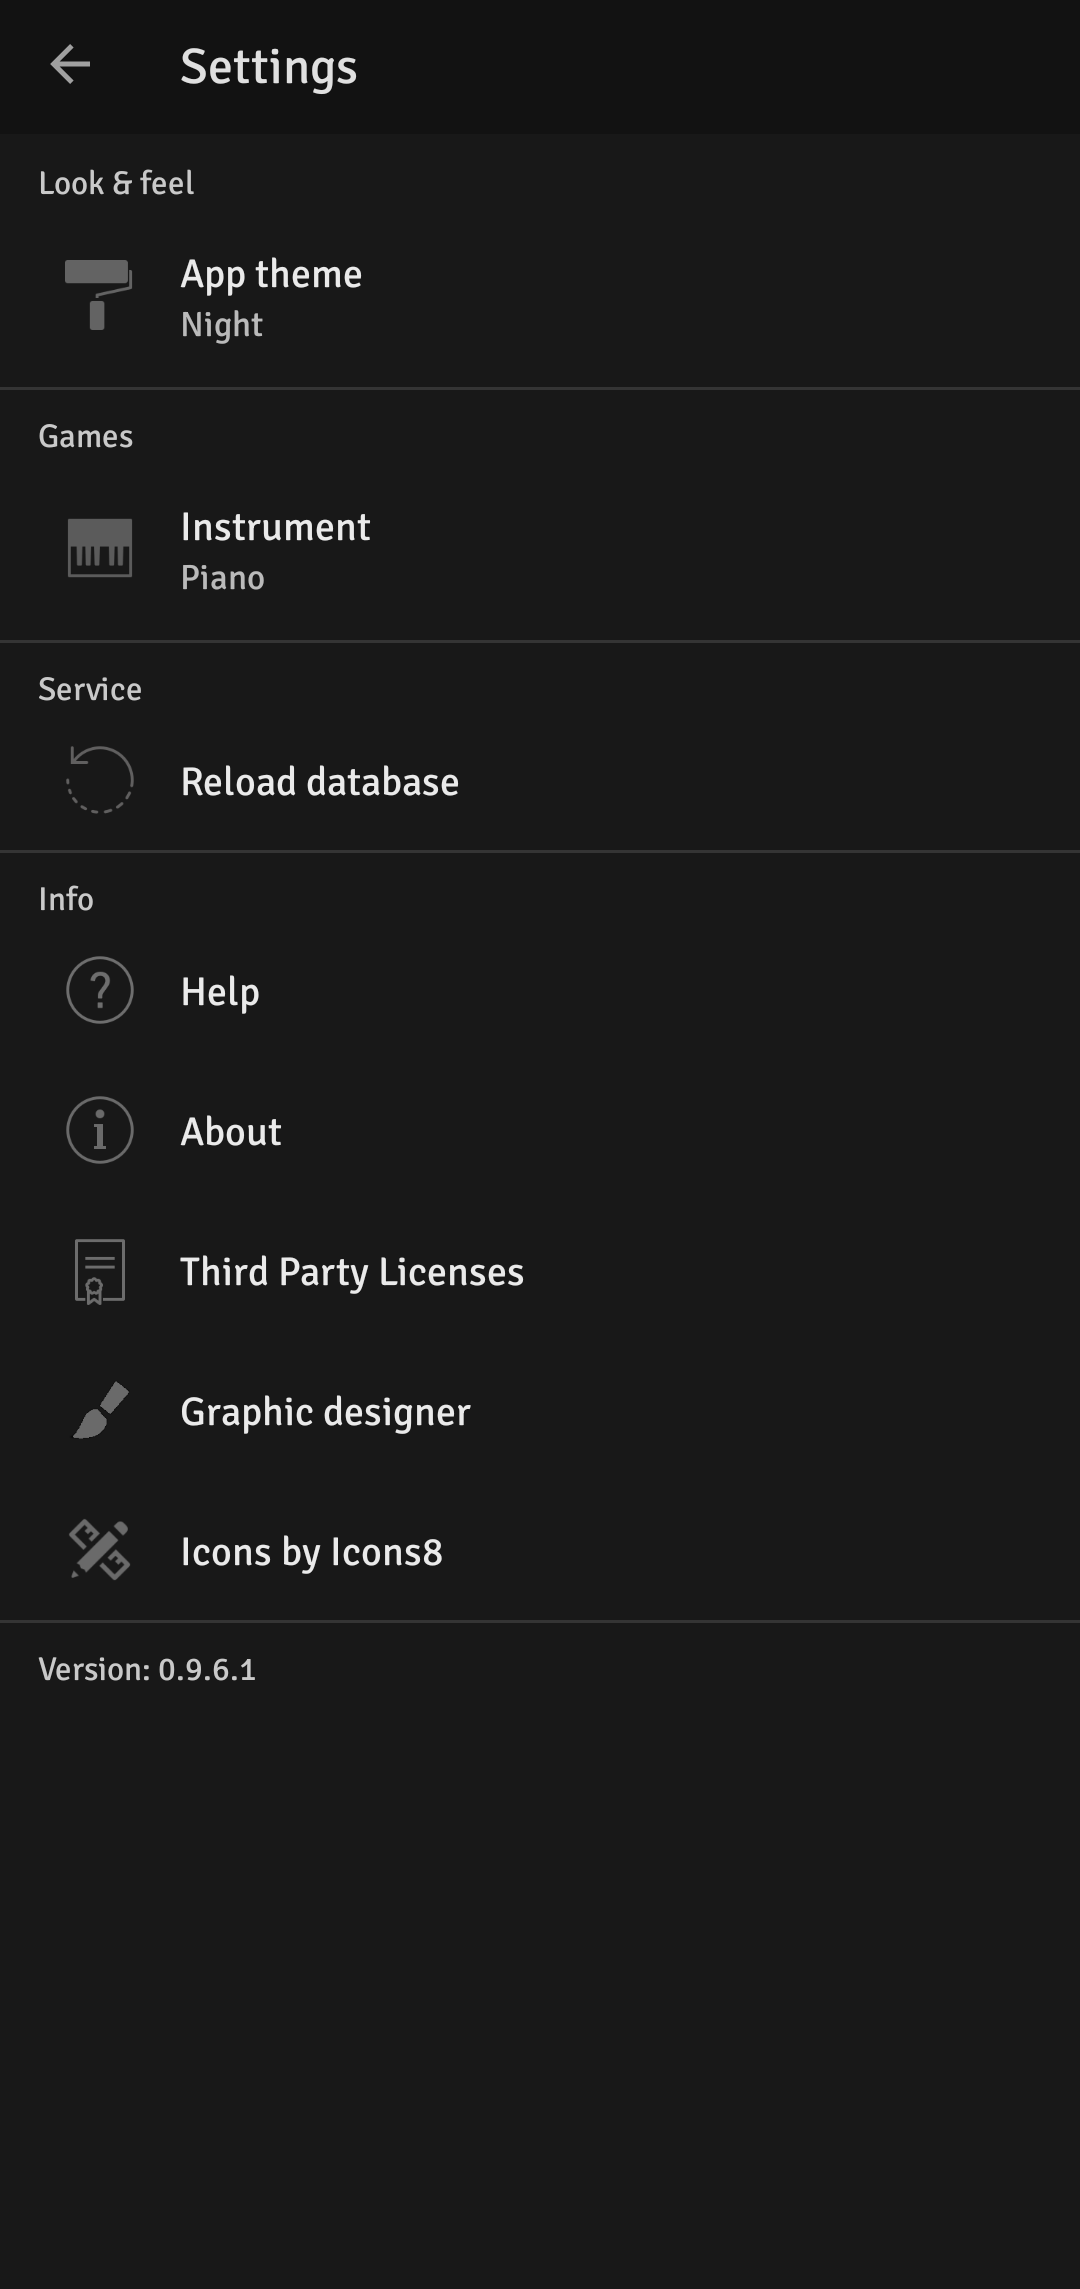 Settings
Look & feel
App theme
Night
Games
Instrument
Piano
Service
Reload database
Info
Help
About
Third Party Licenses
Graphic designer
Icons by Icons8
Version: 0.9.6.1